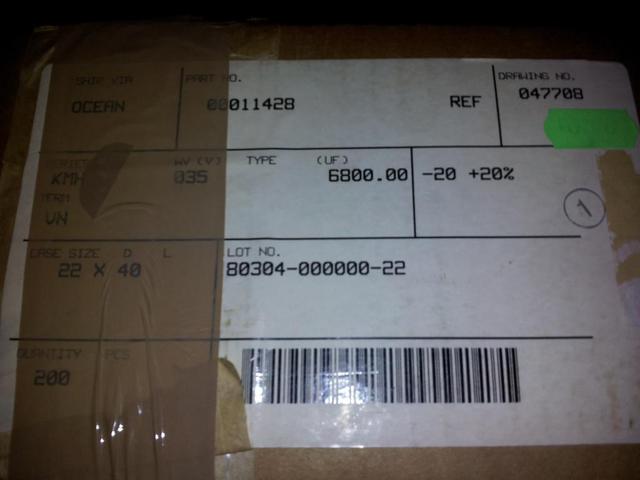 SHIP VIA PART NO. DRAWING NO.
OCEAN 00011428 REF 047708
SERIES WV (V) TYPE (UF)
KMH 035 6800.00 -20 +20%
TERM
VN
1
CASE SIZE D L LOT NO.
22 X 40 80304-000000-22
QUANTITY PCS
200